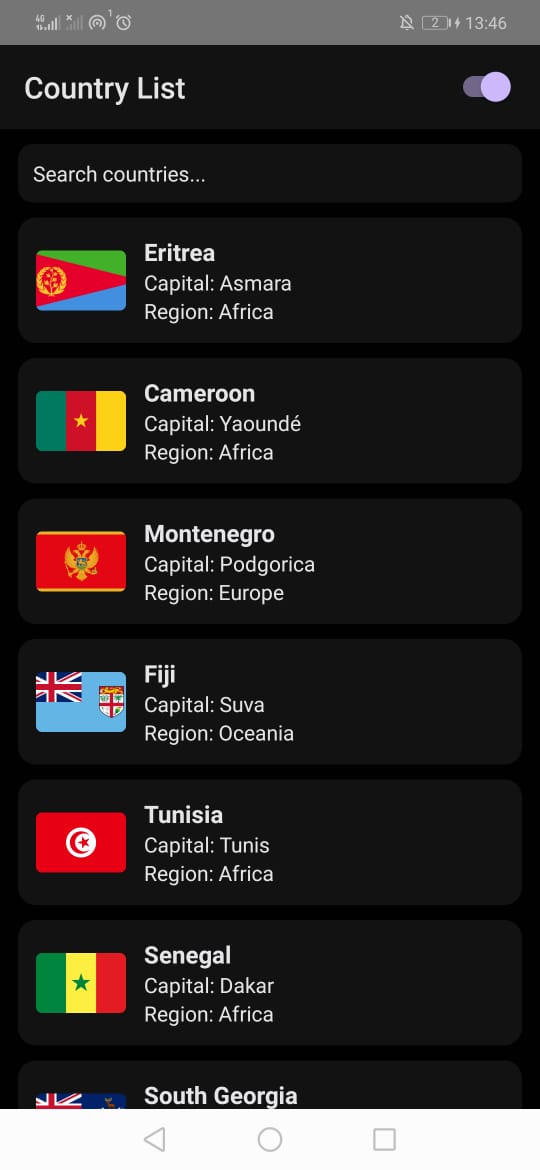 4G 1 2 13:46
Country List
Search countries...
Eritrea
Capital: Asmara
Region: Africa
Cameroon
Capital: Yaoundé
Region: Africa
Montenegro
Capital: Podgorica
Region: Europe
Fiji
Capital: Suva
Region: Oceania
Tunisia
Capital: Tunis
Region: Africa
Senegal
Capital: Dakar
Region: Africa
South Georgia